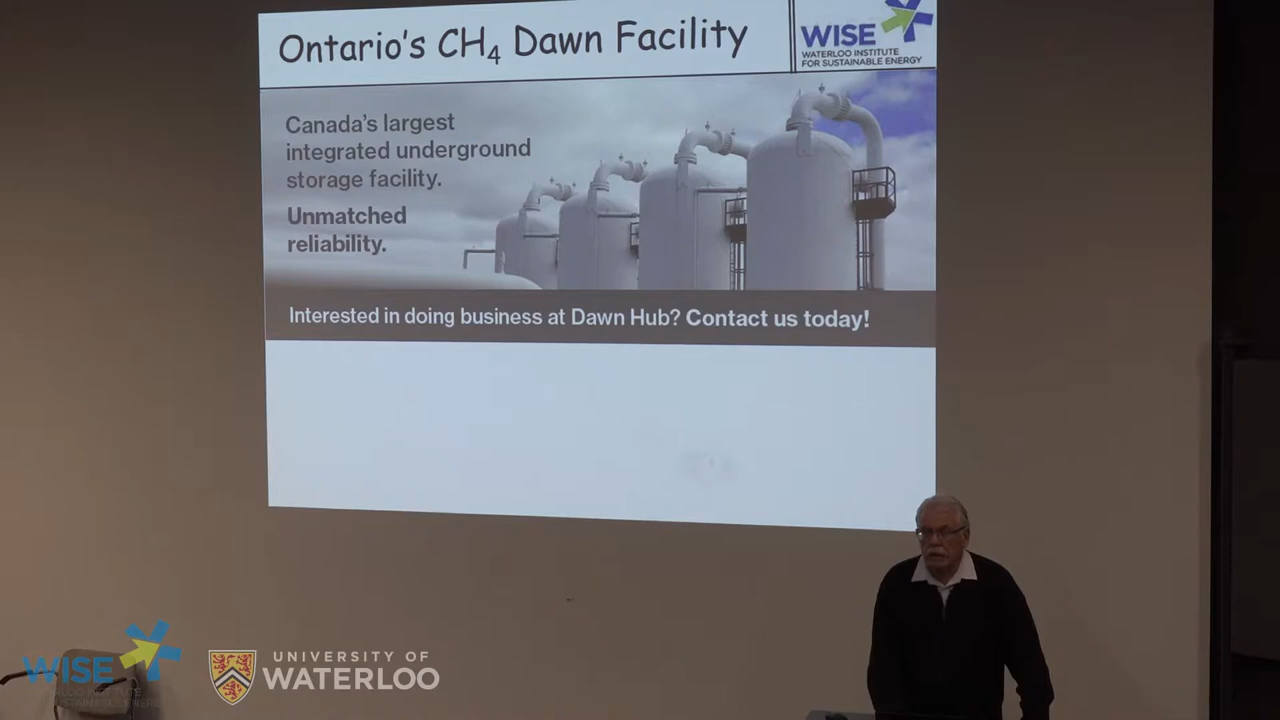 Ontario's CH₄ Dawn Facility
WISE
WATERLOO INSTITUTE
FOR SUSTAINABLE ENERGY
Canada's largest
integrated underground
storage facility.
Unmatched
reliability.
Interested in doing business at Dawn Hub? Contact us today!
WISE
UNIVERSITY OF
WATERLOO